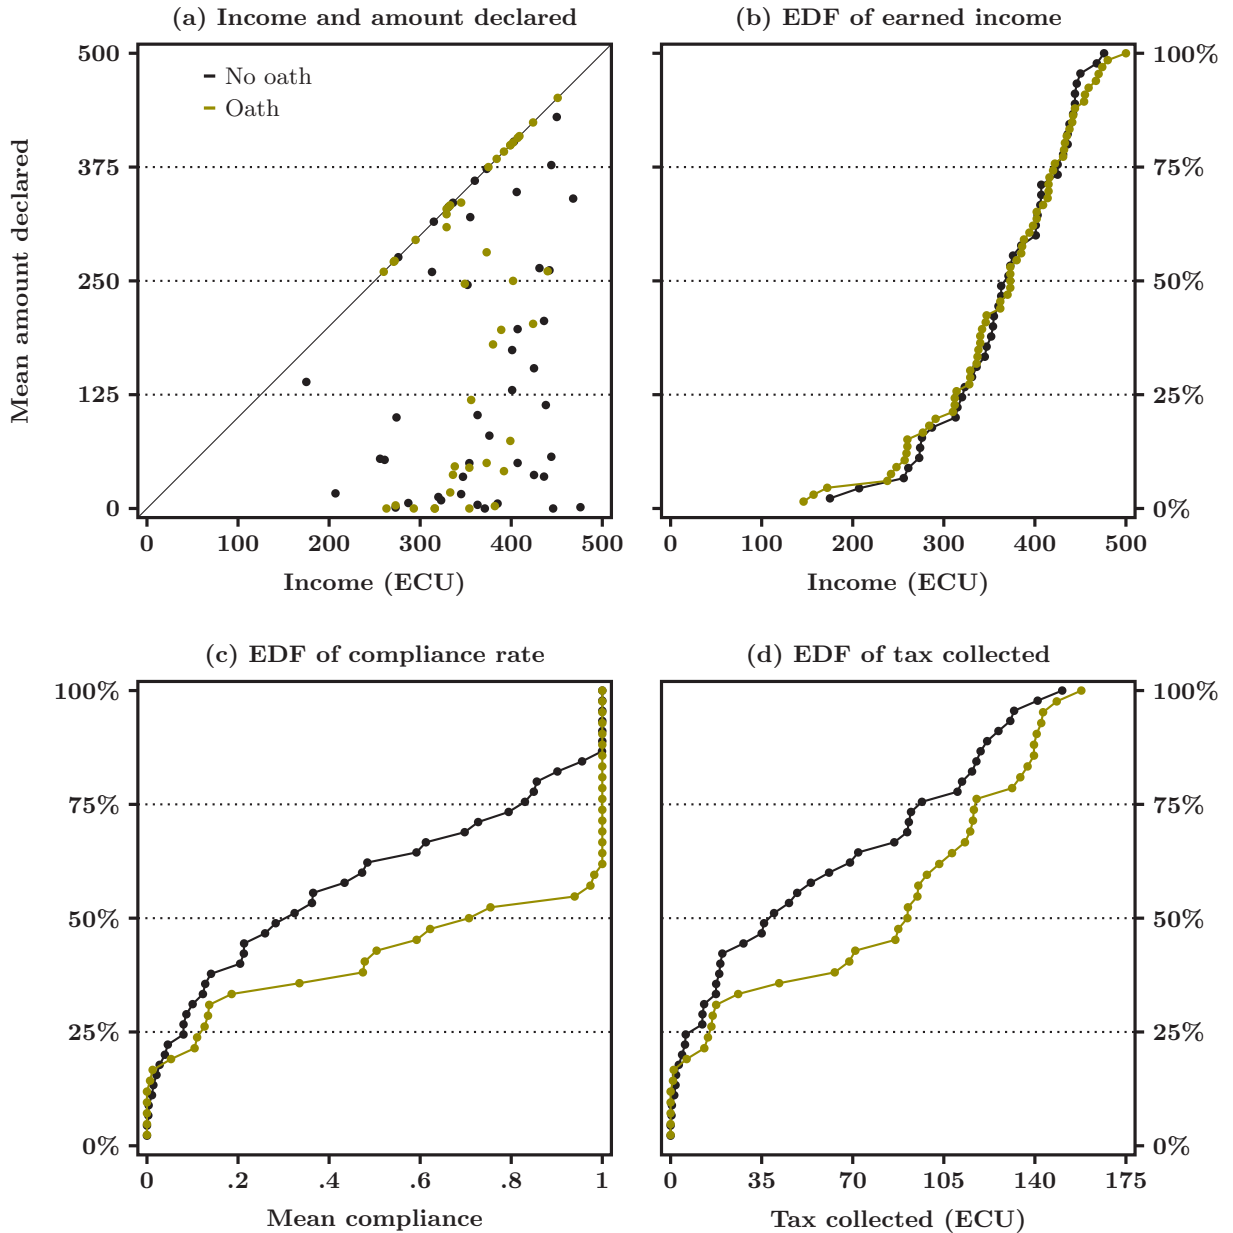 (a) Income and amount declared
(b) EDF of earned income
500
375
250
125
0
Mean amount declared
No oath
Oath
0 100 200 300 400 500
Income (ECU)
100%
75%
50%
25%
0%
0 100 200 300 400 500
Income (ECU)
(c) EDF of compliance rate
(d) EDF of tax collected
100%
75%
50%
25%
0%
0 .2 .4 .6 .8 1
Mean compliance
100%
75%
50%
25%
0%
0 35 70 105 140 175
Tax collected (ECU)